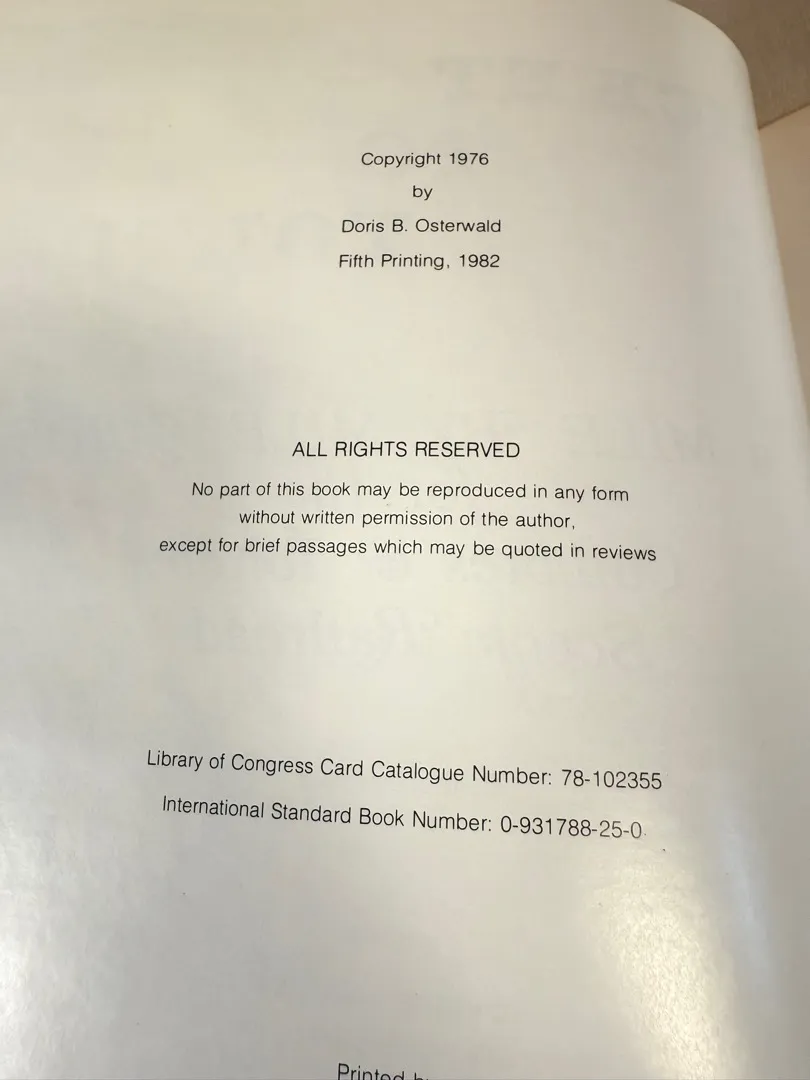 Copyright 1976
by
Doris B. Osterwald
Fifth Printing, 1982
ALL RIGHTS RESERVED
No part of this book may be reproduced in any form
without written permission of the author,
except for brief passages which may be quoted in reviews
Library of Congress Card Catalogue Number: 78-102355
International Standard Book Number: 0-931788-25-0
Printed by